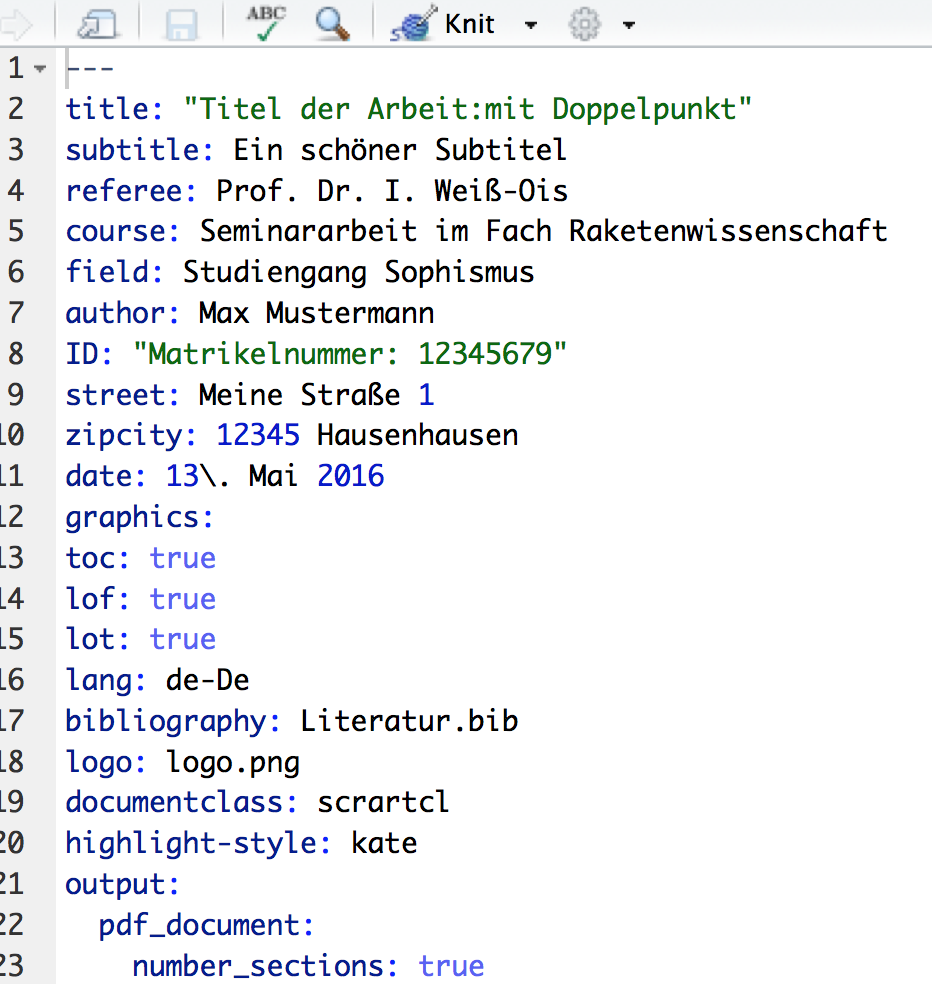 ABC Knit
1 ---
2 title: "Titel der Arbeit:mit Doppelpunkt"
3 subtitle: Ein schöner Subtitel
4 referee: Prof. Dr. I. Weiß-Ois
5 course: Seminararbeit im Fach Raketenwissenschaft
6 field: Studiengang Sophismus
7 author: Max Mustermann
8 ID: "Matrikelnummer: 12345679"
9 street: Meine Straße 1
10 zipcity: 12345 Hausenhausen
11 date: 13\. Mai 2016
12 graphics:
13 toc: true
14 lof: true
15 lot: true
16 lang: de-De
17 bibliography: Literatur.bib
18 logo: logo.png
19 documentclass: scrartcl
20 highlight-style: kate
21 output:
22   pdf_document:
23     number_sections: true